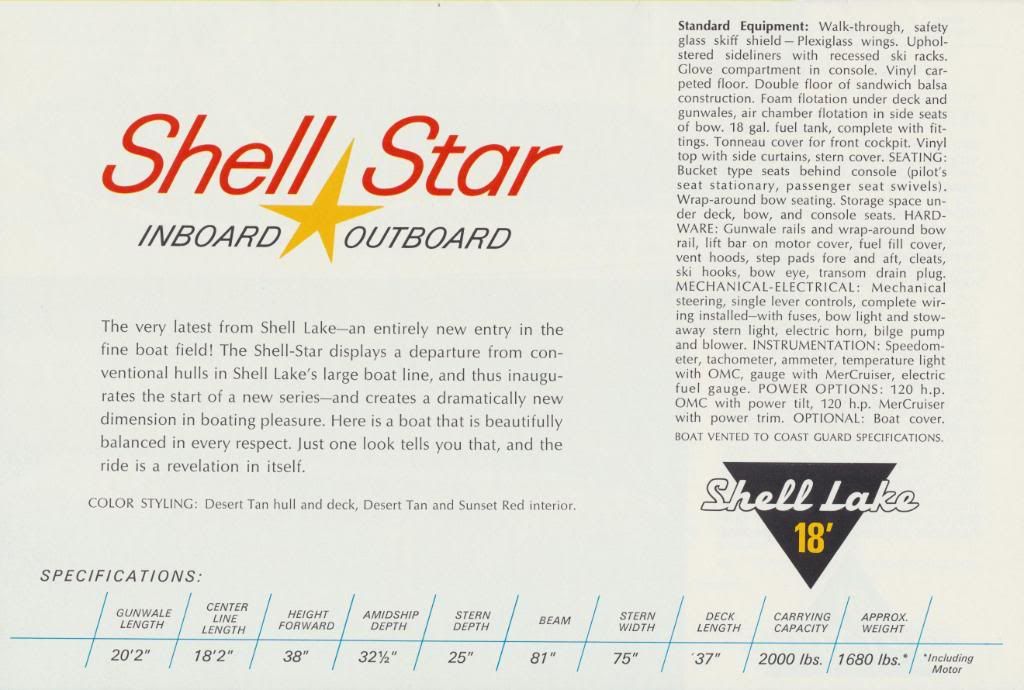 Shell Star
INBOARD OUTBOARD
The very latest from Shell Lake—an entirely new entry in the
fine boat field! The Shell-Star displays a departure from con-
ventional hulls in Shell Lake's large boat line, and thus inaugu-
rates the start of a new series—and creates a dramatically new
dimension in boating pleasure. Here is a boat that is beautifully
balanced in every respect. Just one look tells you that, and the
ride is a revelation in itself.
COLOR STYLING: Desert Tan hull and deck, Desert Tan and Sunset Red interior.
Standard Equipment: Walk-through, safety
glass skiff shield — Plexiglass wings. Uphol-
stered sideliners with recessed ski racks.
Glove compartment in console. Vinyl car-
peted floor. Double floor of sandwich balsa
construction. Foam flotation under deck and
gunwales, air chamber flotation in side seats
of bow. 18 gal. fuel tank, complete with fit-
tings. Tonneau cover for front cockpit. Vinyl
top with side curtains, stern cover. SEATING:
Bucket type seats behind console (pilot's
seat stationary, passenger seat swivels).
Wrap-around bow seating. Storage space un-
der deck, bow, and console seats. HARD-
WARE: Gunwale rails and wrap-around bow
rail, lift bar on motor cover, fuel fill cover,
vent hoods, step pads fore and aft, cleats,
ski hooks, bow eye, transom drain plug.
MECHANICAL-ELECTRICAL: Mechanical
steering, single lever controls, complete wir-
ing installed—with fuses, bow light and stow-
away stern light, electric horn, bilge pump
and blower. INSTRUMENTATION: Speedom-
eter, tachometer, ammeter, temperature light
with OMC, gauge with MerCruiser, electric
fuel gauge. POWER OPTIONS: 120 h.p.
OMC with power tilt, 120 h.p. MerCruiser
with power trim. OPTIONAL: Boat cover.
BOAT VENTED TO COAST GUARD SPECIFICATIONS.
Shell Lake
18'
SPECIFICATIONS:
GUNWALE LENGTH CENTER LINE LENGTH HEIGHT FORWARD AMIDSHIP DEPTH STERN DEPTH BEAM STERN WIDTH DECK LENGTH CARRYING CAPACITY APPROX. WEIGHT
20'2" 18'2" 38" 32½" 25" 81" 75" 37" 2000 lbs. 1680 lbs.* *Including
Motor